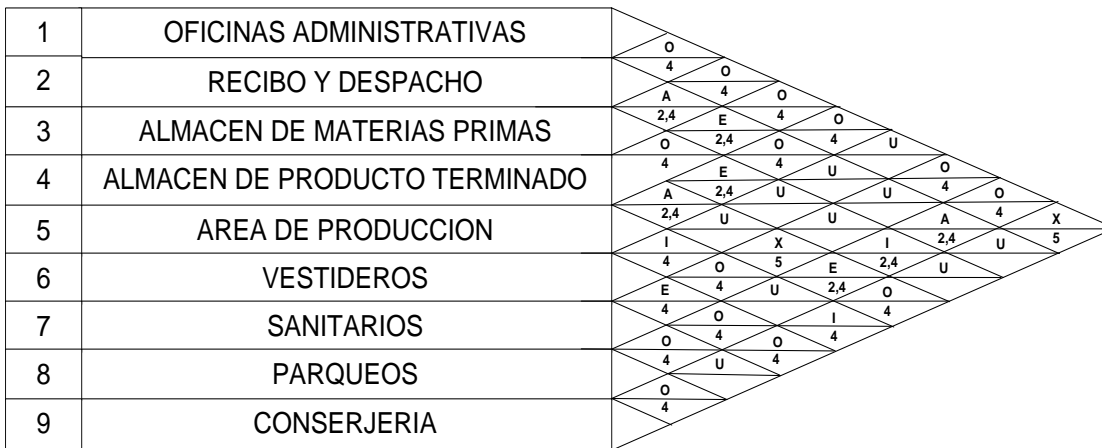 1 OFICINAS ADMINISTRATIVAS
2 RECIBO Y DESPACHO
3 ALMACEN DE MATERIAS PRIMAS
4 ALMACEN DE PRODUCTO TERMINADO
5 AREA DE PRODUCCION
6 VESTIDEROS
7 SANITARIOS
8 PARQUEOS
9 CONSERJERIA
O
4 O
A 4 O
2,4 E 4 O
O 2,4 O 4 U
4 E 4 U O
A 2,4 U U 4 O
2,4 U U A 4 X
I X I 2,4 U 5
4 O 5 E 2,4 U
E 4 U 2,4 O
4 O I 4
O 4 O 4
4 U 4
O
4